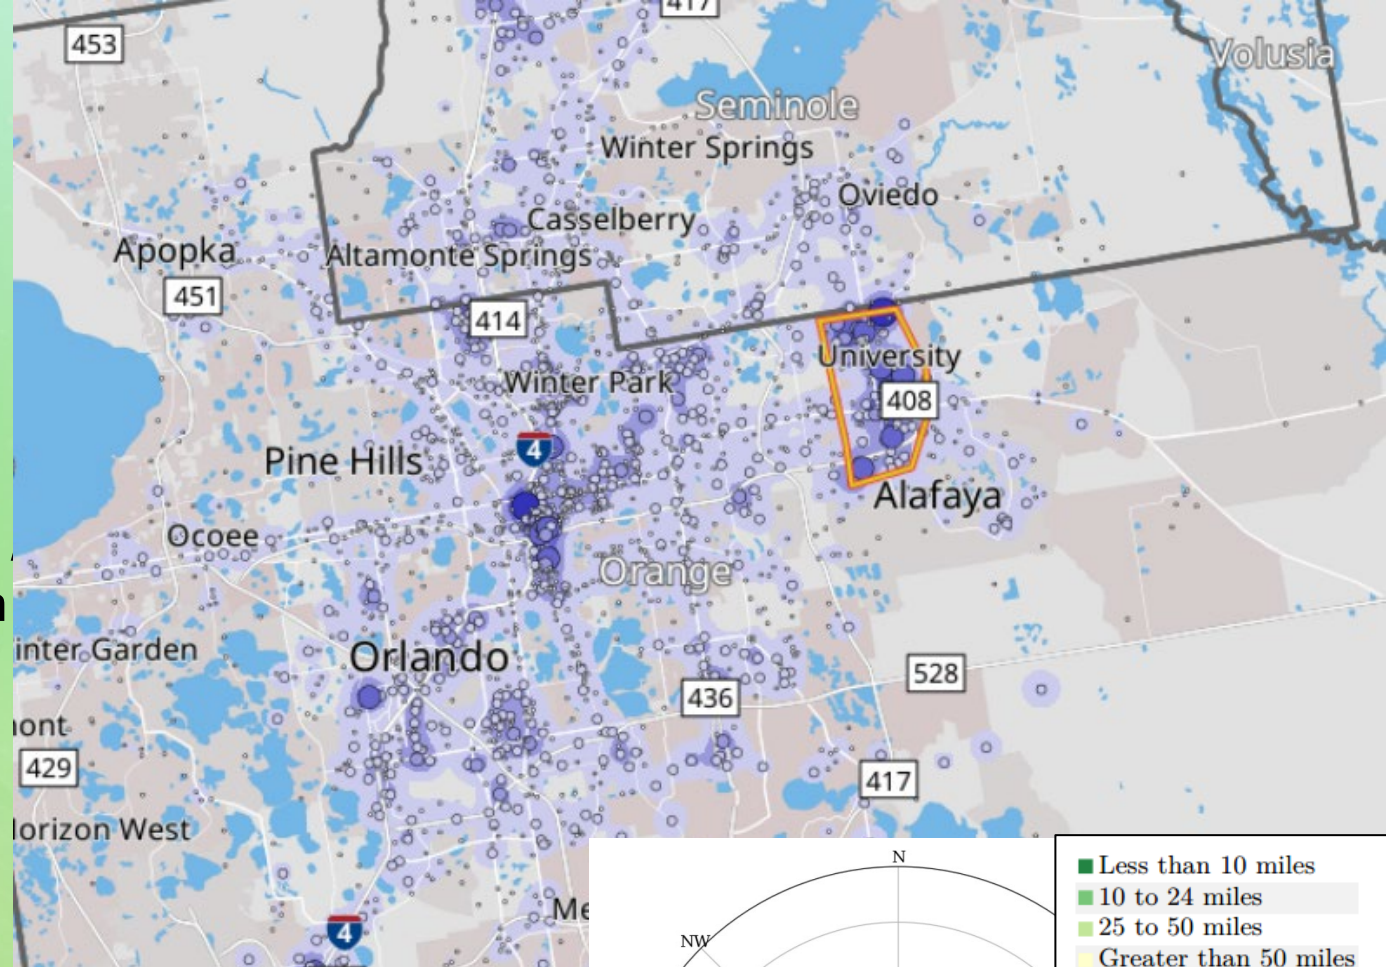 417
453
Volusia
Seminole
Winter Springs
Oviedo
Casselberry
Apopka
Altamonte Springs
451
414
University
Winter Park
408
4
Pine Hills
Alafaya
Ocoee
Orange
inter Garden
Orlando
528
436
ont
429
417
orizon West
N
Less than 10 miles
10 to 24 miles
Me
25 to 50 miles
4
NW
Greater than 50 miles